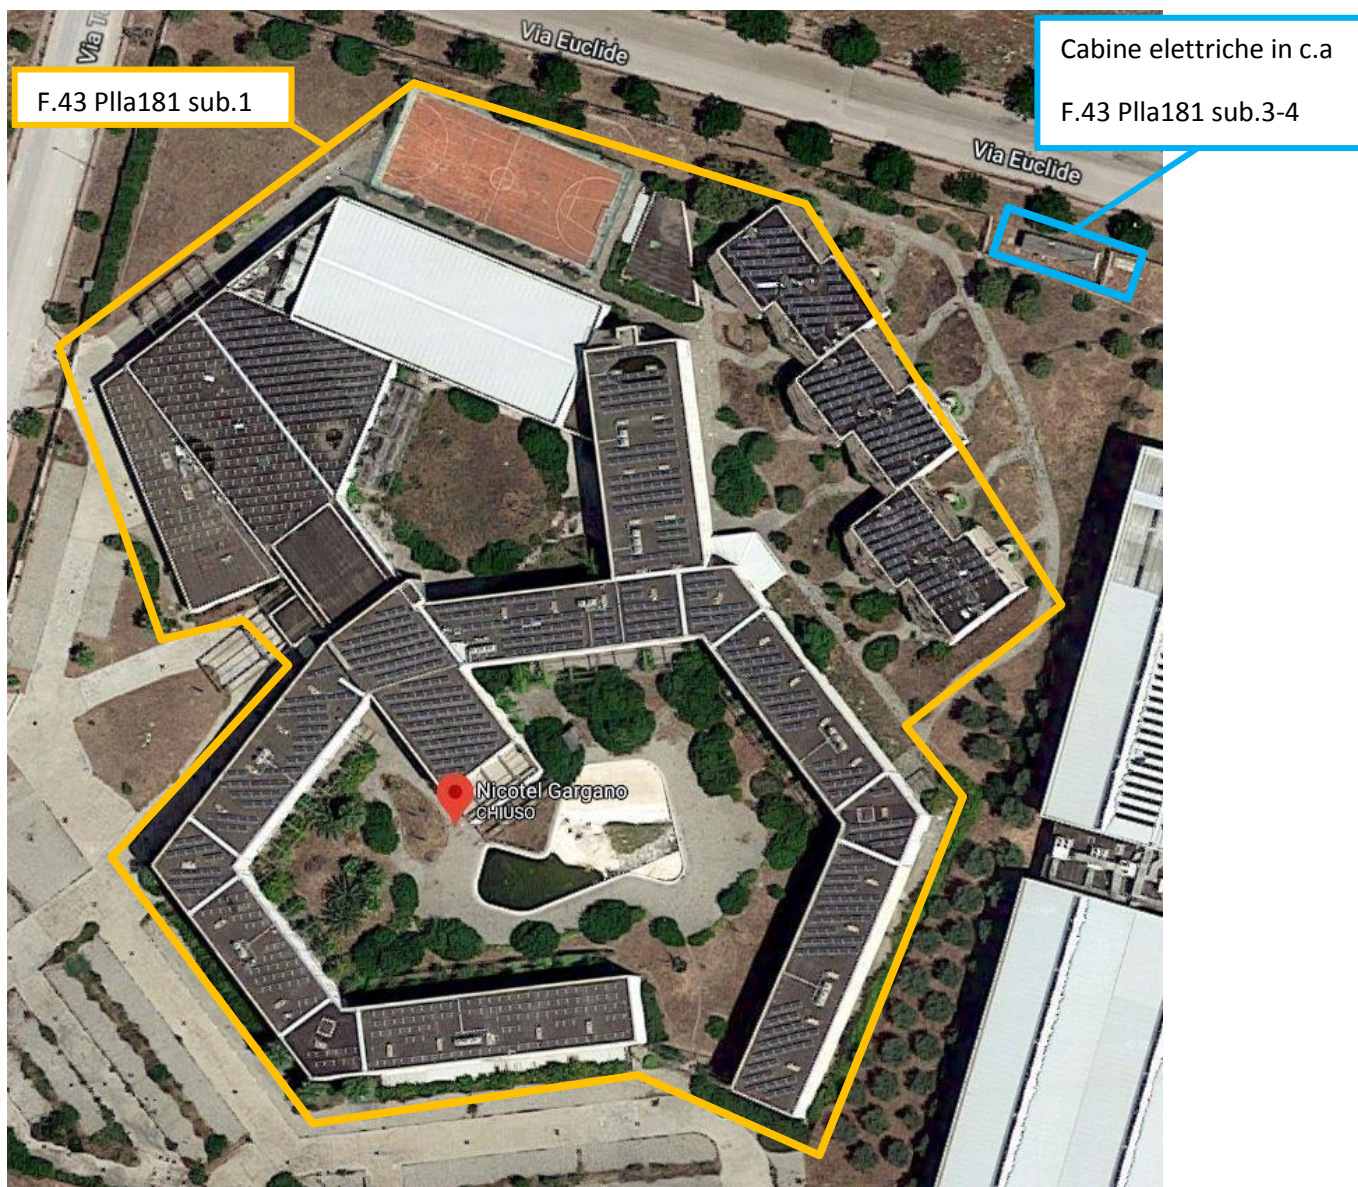 Via Euclide
Cabine elettriche in c.a
F.43 Plla181 sub.3-4
F.43 Plla181 sub.1
Via Euclide
Nicotel Gargano
CHIUSO